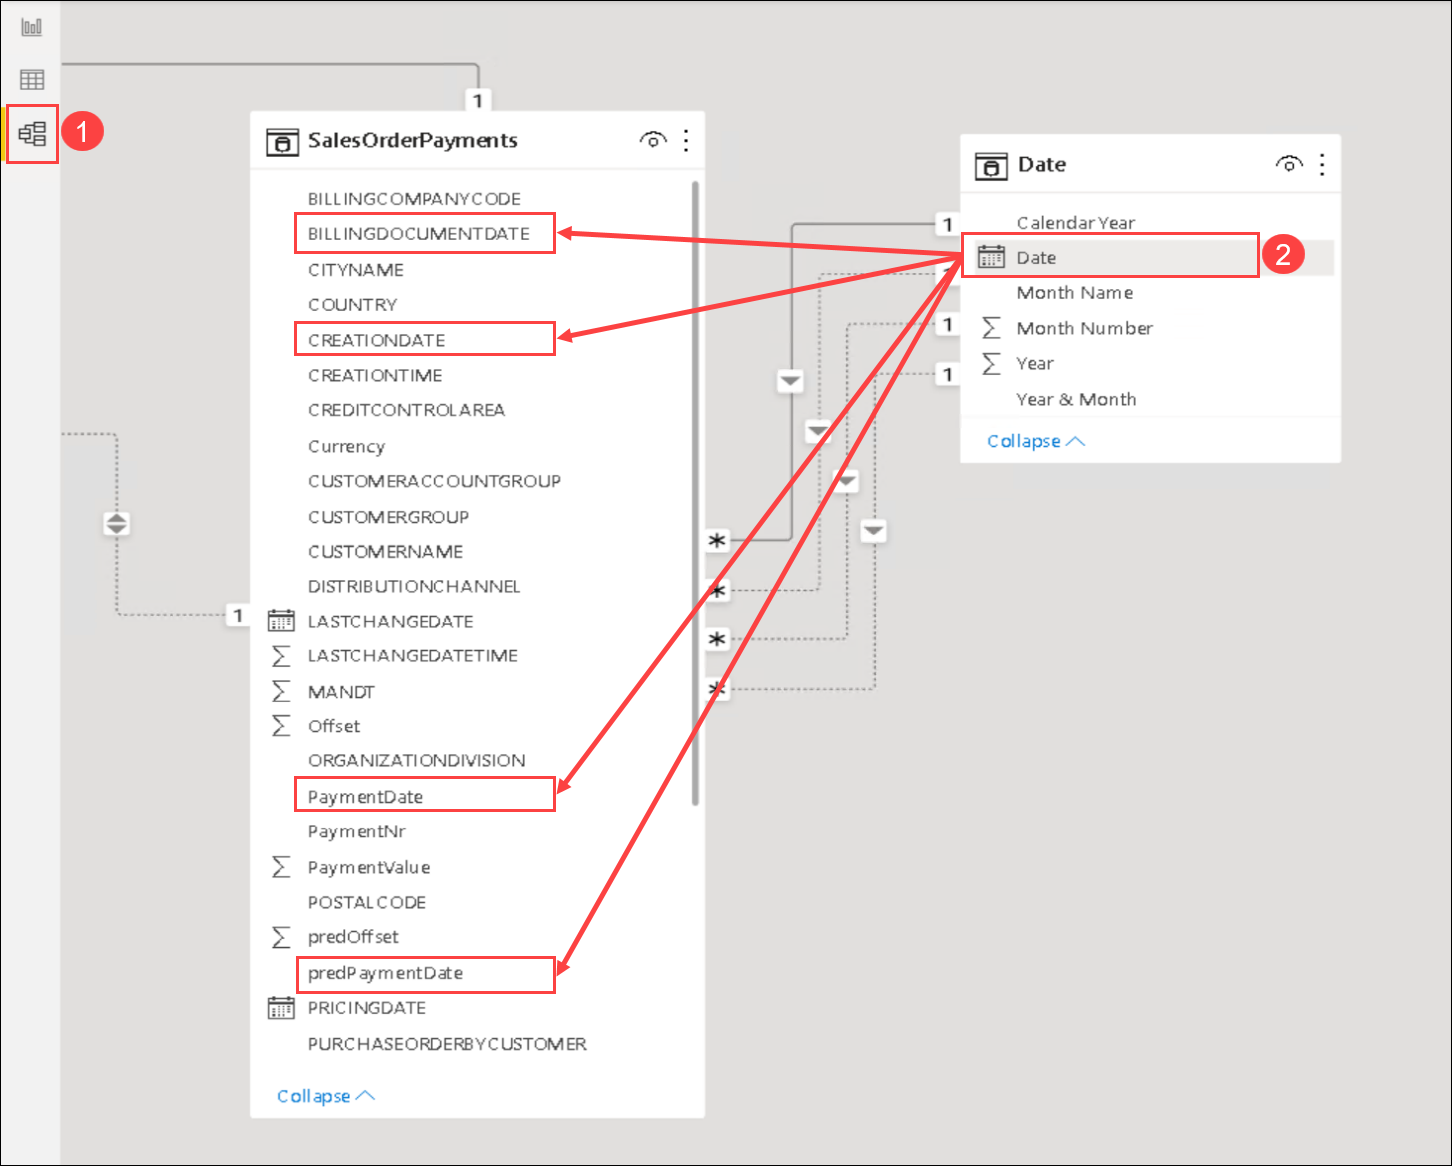 1
1
SalesOrderPayments
BILLINGCOMPANYCODE
BILLINGDOCUMENTDATE
CITYNAME
COUNTRY
CREATIONDATE
CREATIONTIME
CREDITCONTROLAREA
Currency
CUSTOMERACCOUNTGROUP
CUSTOMERGROUP
CUSTOMERNAME
DISTRIBUTIONCHANNEL
LASTCHANGEDATE
LASTCHANGEDATETIME
MANDT
Offset
ORGANIZATIONDIVISION
PaymentDate
PaymentNr
PaymentValue
POSTALCODE
predOffset
predPaymentDate
PRICINGDATE
PURCHASEORDERBYCUSTOMER
Collapse
1
*
*
*
*
1
1
1
1
Date
CalendarYear
Date
2
Month Name
Month Number
Year
Year & Month
Collapse